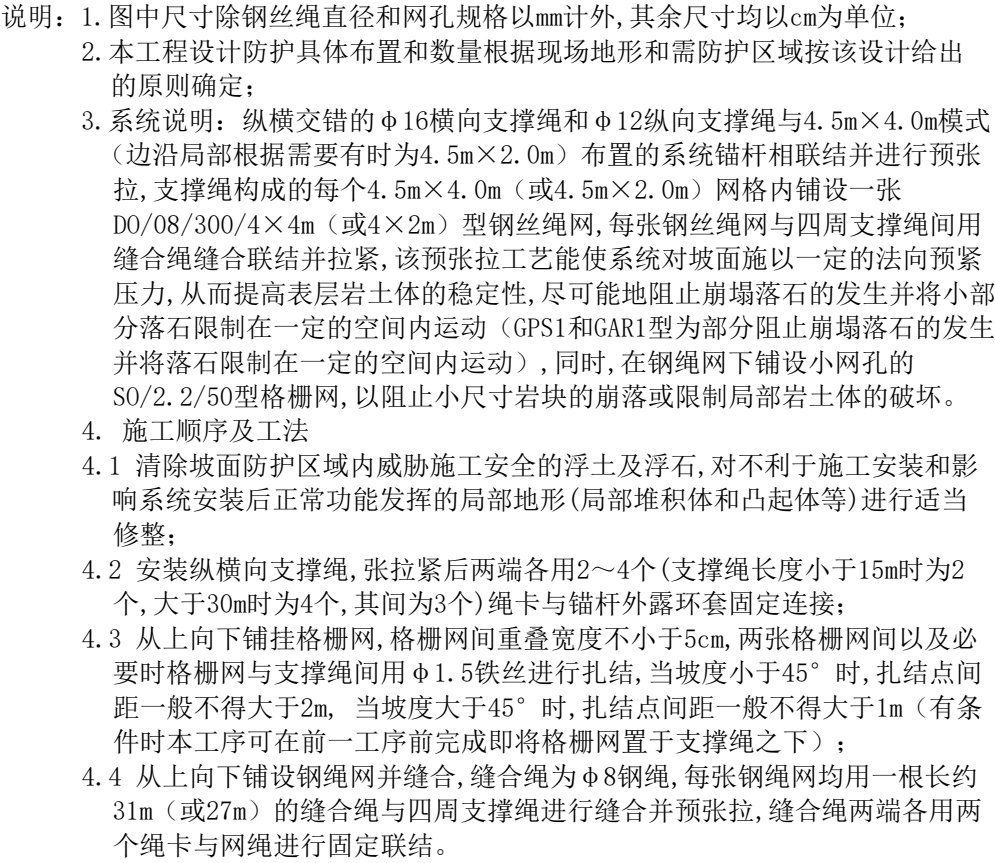 说明：1.图中尺寸除钢丝绳直径和网孔规格以mm计外,其余尺寸均以cm为单位；
2.本工程设计防护具体布置和数量根据现场地形和需防护区域按该设计给出
的原则确定；
3.系统说明：纵横交错的φ16横向支撑绳和φ12纵向支撑绳与4.5m×4.0m模式
（边沿局部根据需要有时为4.5m×2.0m）布置的系统锚杆相联结并进行预张
拉,支撑绳构成的每个4.5m×4.0m（或4.5m×2.0m）网格内铺设一张
DO/08/300/4×4m（或4×2m）型钢丝绳网,每张钢丝绳网与四周支撑绳间用
缝合绳缝合联结并拉紧,该预张拉工艺能使系统对坡面施以一定的法向预紧
压力,从而提高表层岩土体的稳定性,尽可能地阻止崩塌落石的发生并将小部
分落石限制在一定的空间内运动（GPS1和GAR1型为部分阻止崩塌落石的发生
并将落石限制在一定的空间内运动）,同时,在钢绳网下铺设小网孔的
SO/2.2/50型格栅网,以阻止小尺寸岩块的崩落或限制局部岩土体的破坏。
4. 施工顺序及工法
4.1 清除坡面防护区域内威胁施工安全的浮土及浮石,对不利于施工安装和影
响系统安装后正常功能发挥的局部地形(局部堆积体和凸起体等)进行适当
修整；
4.2 安装纵横向支撑绳,张拉紧后两端各用2～4个(支撑绳长度小于15m时为2
个,大于30m时为4个,其间为3个)绳卡与锚杆外露环套固定连接；
4.3 从上向下铺挂格栅网,格栅网间重叠宽度不小于5cm,两张格栅网间以及必
要时格栅网与支撑绳间用φ1.5铁丝进行扎结,当坡度小于45°时,扎结点间
距一般不得大于2m, 当坡度大于45°时,扎结点间距一般不得大于1m（有条
件时本工序可在前一工序前完成即将格栅网置于支撑绳之下）；
4.4 从上向下铺设钢绳网并缝合,缝合绳为φ8钢绳,每张钢绳网均用一根长约
31m（或27m）的缝合绳与四周支撑绳进行缝合并预张拉,缝合绳两端各用两
个绳卡与网绳进行固定联结。